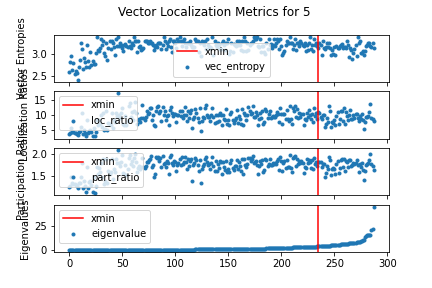 Vector Localization Metrics for 5
Vector Entropies
3.0
2.5
xmin
vec_entropy
Localization Ratios
15
10
5
xmin
loc_ratio
Participation Ratios
2.0
1.5
xmin
part_ratio
Eigenvalues
25
0
xmin
eigenvalue
0 50 100 150 200 250 300